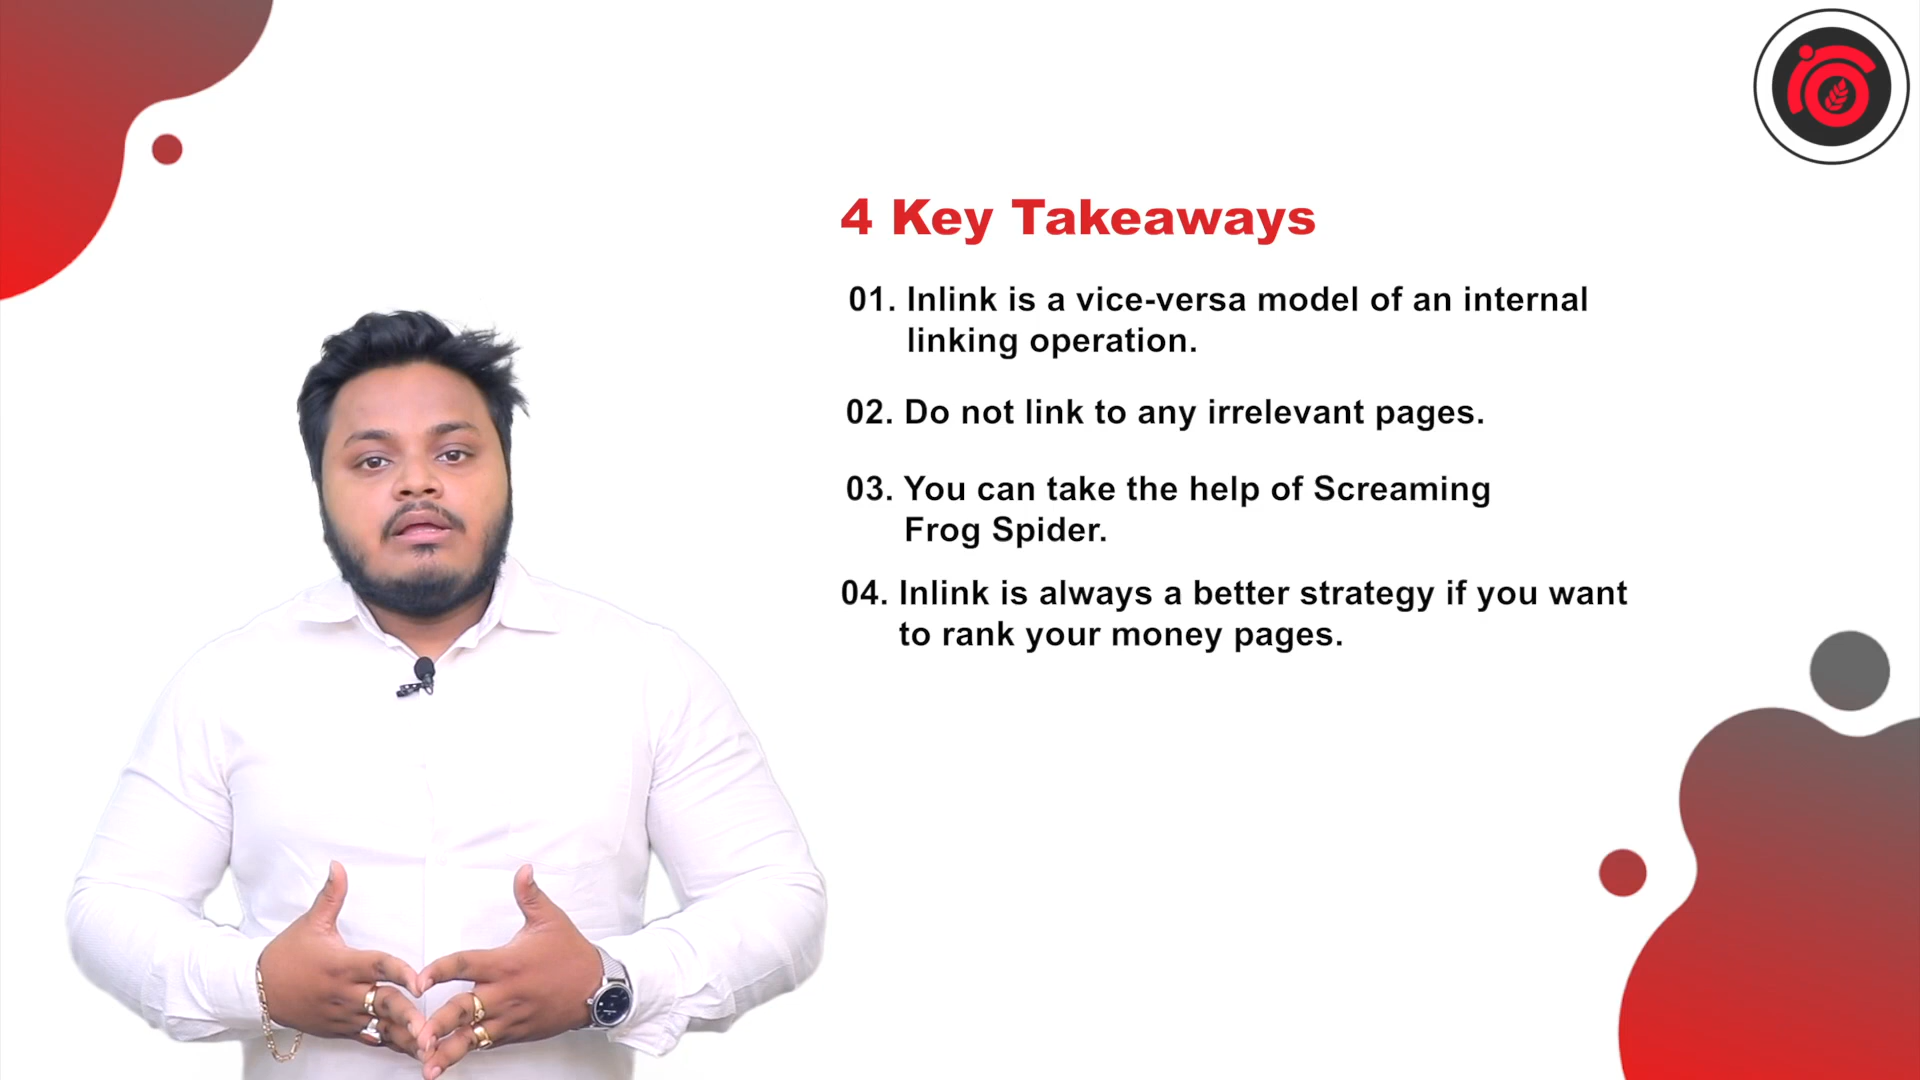 4 Key Takeaways
01. Inlink is a vice-versa model of an internal
linking operation.
02. Do not link to any irrelevant pages.
03. You can take the help of Screaming
Frog Spider.
04. Inlink is always a better strategy if you want
to rank your money pages.